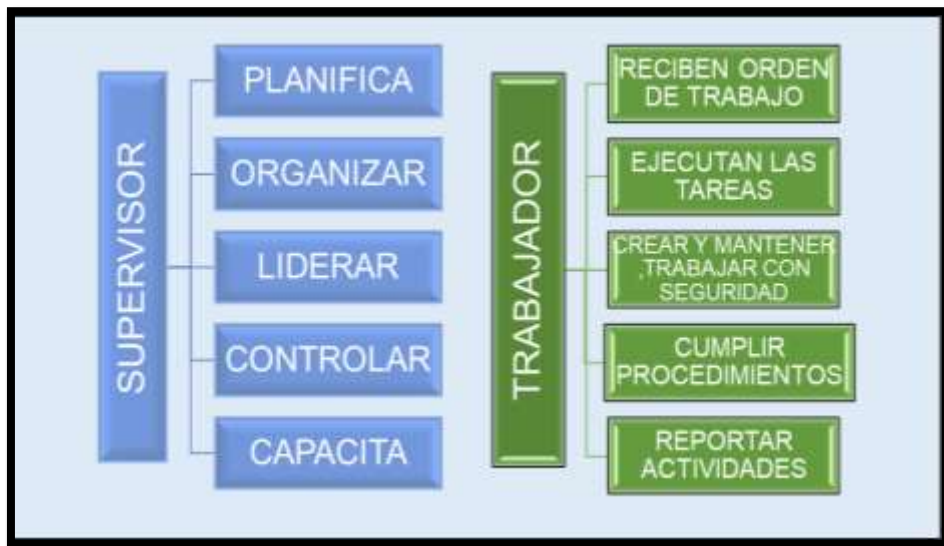 SUPERVISOR
PLANIFICA
ORGANIZAR
LIDERAR
CONTROLAR
CAPACITA
TRABAJADOR
RECIBEN ORDEN
DE TRABAJO
EJECUTAN LAS
TAREAS
CREAR Y MANTENER
,TRABAJAR CON
SEGURIDAD
CUMPLIR
PROCEDIMIENTOS
REPORTAR
ACTIVIDADES